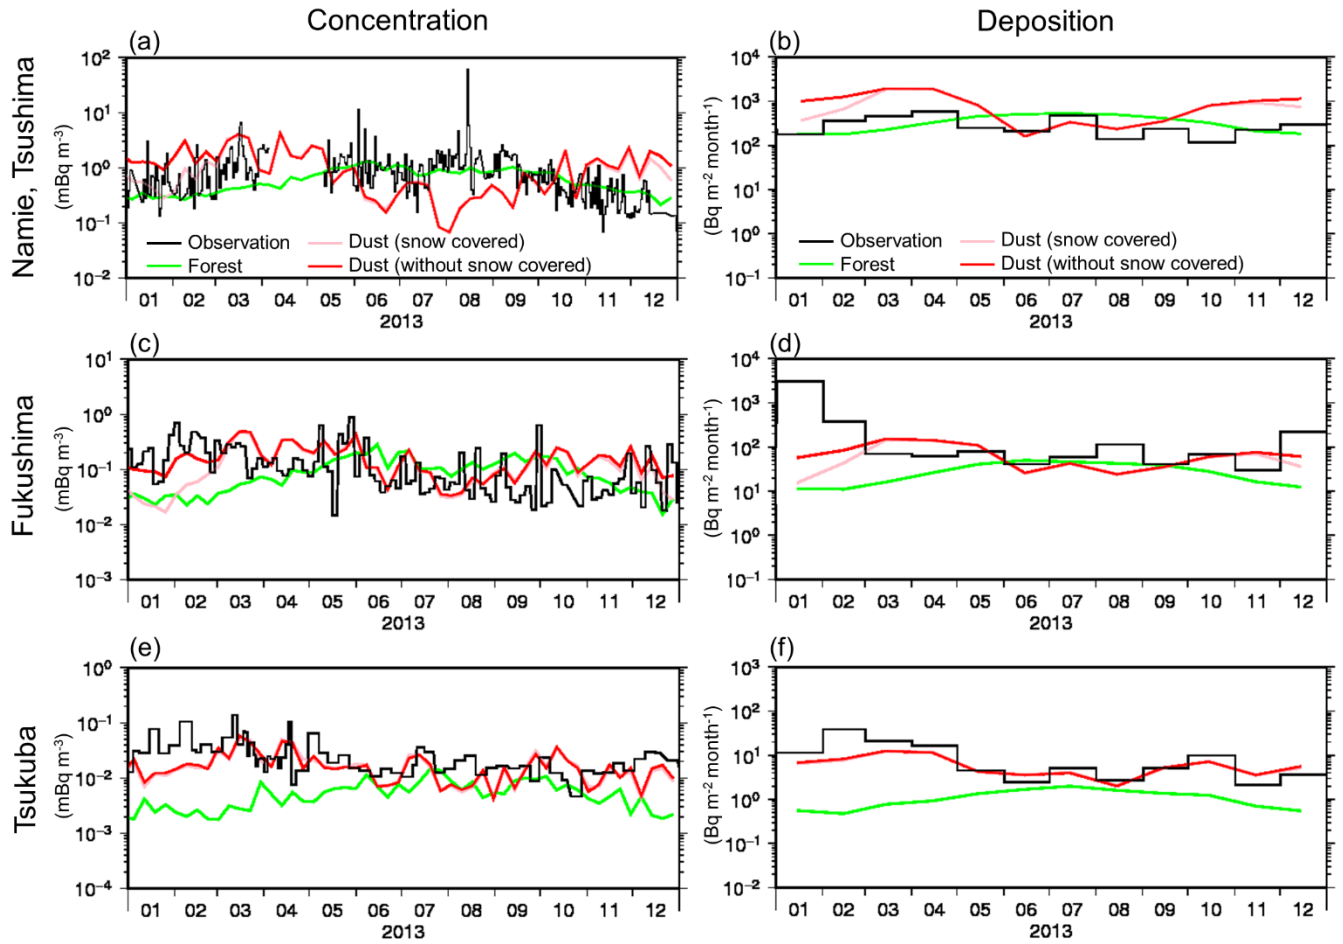 Concentration
Deposition
Namie, Tsushima
(a)
10² 10¹ 10⁰ 10⁻¹ 10⁻²
(mBq m⁻³)
Observation
Forest
Dust (snow covered)
Dust (without snow covered)
01 02 03 04 05 06 07 08 09 10 11 12
2013
(b)
10⁴ 10³ 10² 10¹ 10⁰ 10⁻¹
(Bq m⁻² month⁻¹)
Observation
Forest
Dust (snow covered)
Dust (without snow covered)
01 02 03 04 05 06 07 08 09 10 11 12
2013
Fukushima
(c)
10¹ 10⁰ 10⁻¹ 10⁻² 10⁻³
(mBq m⁻³)
01 02 03 04 05 06 07 08 09 10 11 12
2013
(d)
10⁴ 10³ 10² 10¹ 10⁰ 10⁻¹
(Bq m⁻² month⁻¹)
01 02 03 04 05 06 07 08 09 10 11 12
2013
Tsukuba
(e)
10⁰ 10⁻¹ 10⁻² 10⁻³ 10⁻⁴
(mBq m⁻³)
01 02 03 04 05 06 07 08 09 10 11 12
2013
(f)
10³ 10² 10¹ 10⁰ 10⁻¹ 10⁻²
(Bq m⁻² month⁻¹)
01 02 03 04 05 06 07 08 09 10 11 12
2013